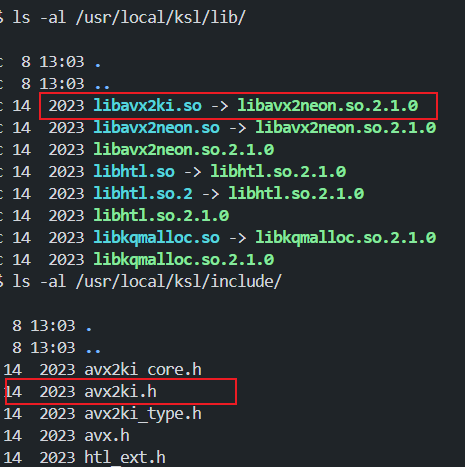 $ ls -al /usr/local/ksl/lib/
c 8 13:03 .
c 8 13:03 ..
c 14 2023 libavx2ki.so -> libavx2neon.so.2.1.0
c 14 2023 libavx2neon.so -> libavx2neon.so.2.1.0
c 14 2023 libavx2neon.so.2.1.0
c 14 2023 libhtl.so -> libhtl.so.2.1.0
c 14 2023 libhtl.so.2 -> libhtl.so.2.1.0
c 14 2023 libhtl.so.2.1.0
c 14 2023 libkqmalloc.so -> libkqmalloc.so.2.1.0
c 14 2023 libkqmalloc.so.2.1.0
$ ls -al /usr/local/ksl/include/
8 13:03 .
8 13:03 ..
14 2023 avx2ki_core.h
14 2023 avx2ki.h
14 2023 avx2ki_type.h
14 2023 avx.h
14 2023 htl_ext.h